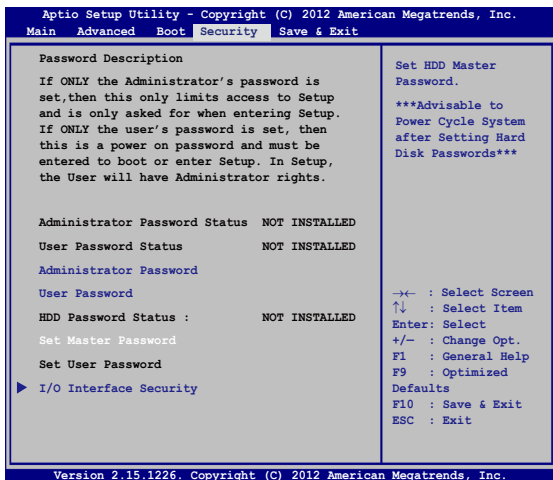 Aptio Setup Utility - Copyright (C) 2012 American Megatrends, Inc.
Main Advanced Boot Security Save & Exit
Password Description
If ONLY the Administrator's password is
set,then this only limits access to Setup
and is only asked for when entering Setup.
If ONLY the user's password is set, then
this is a power on password and must be
entered to boot or enter Setup. In Setup,
the User will have Administrator rights.
Administrator Password Status NOT INSTALLED
User Password Status NOT INSTALLED
Administrator Password
User Password
HDD Password Status : NOT INSTALLED
Set Master Password
Set User Password
I/O Interface Security
Set HDD Master
Password.
***Advisable to
Power Cycle System
after Setting Hard
Disk Passwords***
→← : Select Screen
↑↓ : Select Item
Enter: Select
+/— : Change Opt.
F1 : General Help
F9 : Optimized
Defaults
F10 : Save & Exit
ESC : Exit
Version 2.15.1226. Copyright (C) 2012 American Megatrends, Inc.